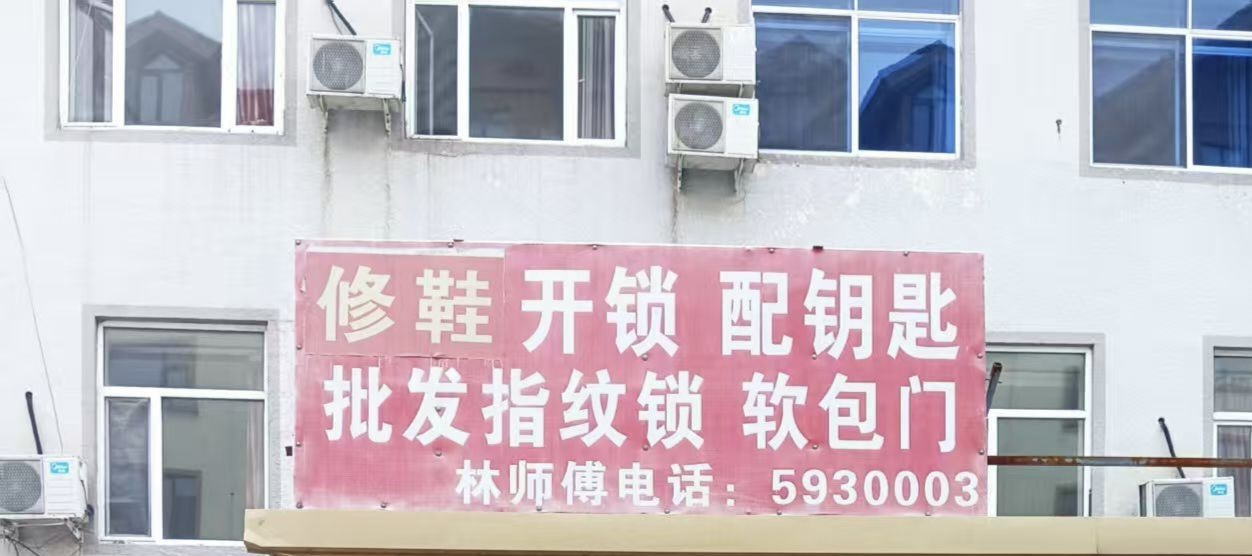 修鞋 开锁 配钥匙
批发指纹锁 软包门
林师傅电话：5930003